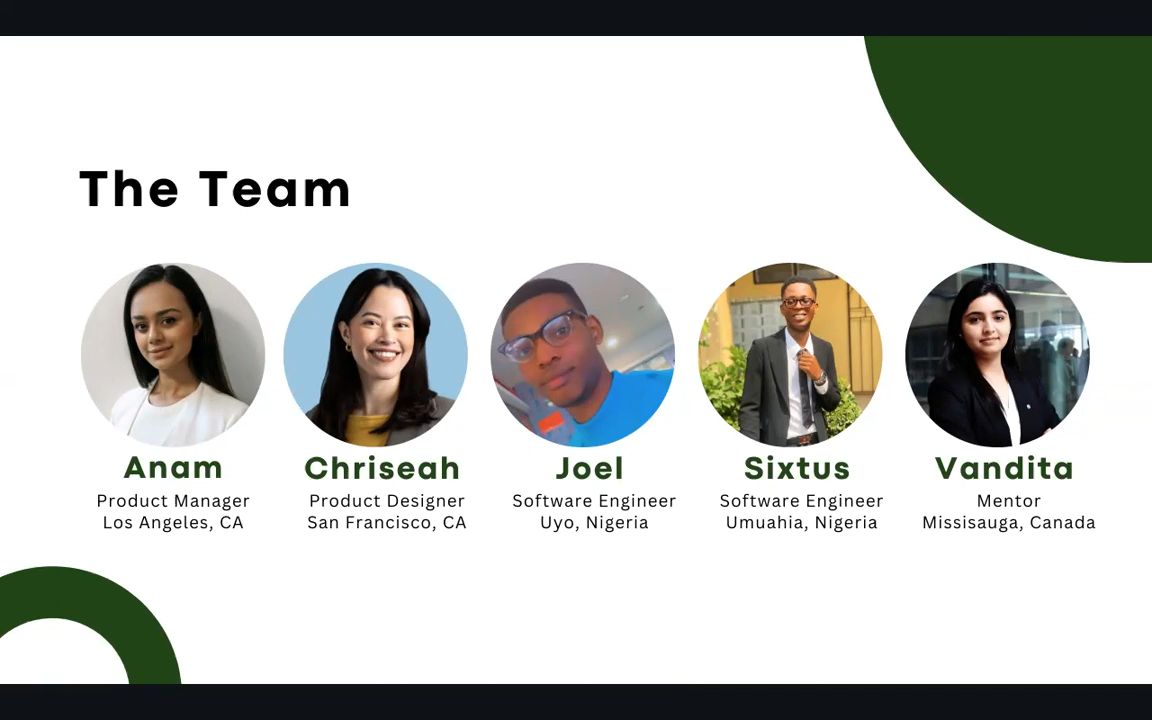 The Team
Anam
Product Manager
Los Angeles, CA
Chriseah
Product Designer
San Francisco, CA
Joel
Software Engineer
Uyo, Nigeria
Sixtus
Software Engineer
Umuahia, Nigeria
Vandita
Mentor
Missisauga, Canada